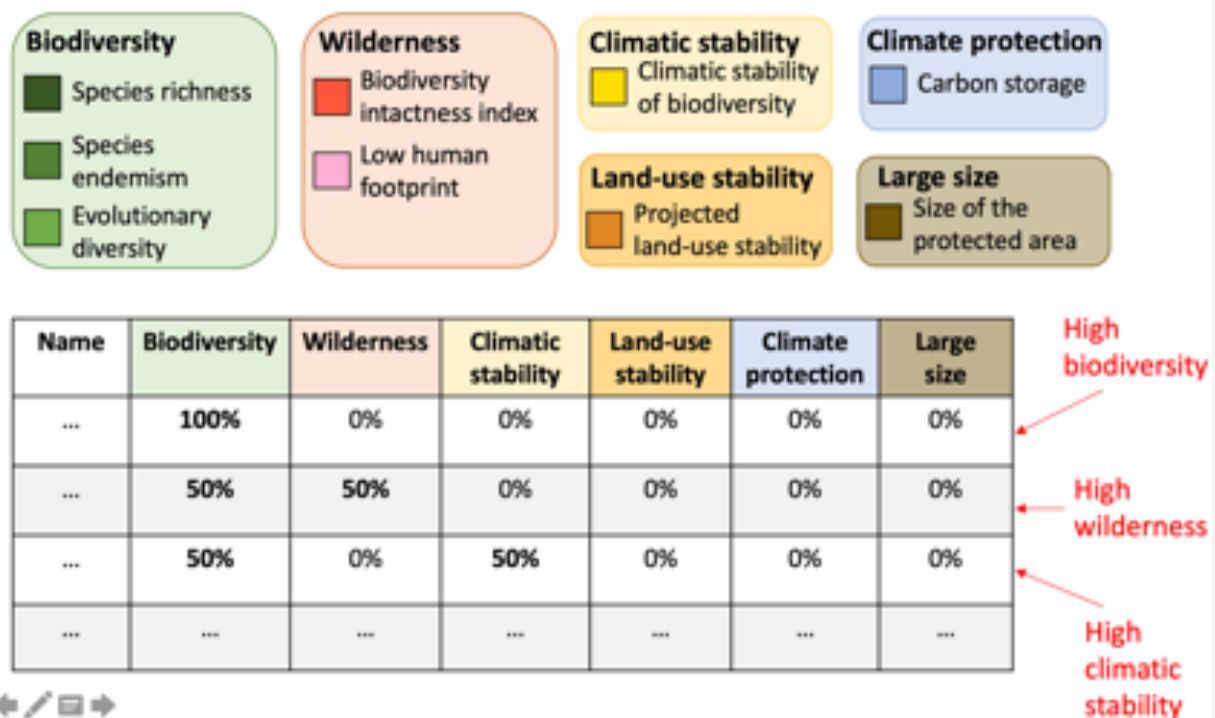 Biodiversity
Species richness
Species
endemism
Evolutionary
diversity
Wilderness
Biodiversity
intactness index
Low human
footprint
Climatic stability
Climatic stability
of biodiversity
Land-use stability
Projected
land-use stability
Climate protection
Carbon storage
Large size
Size of the
protected area
Name Biodiversity Wilderness Climatic Land-use Climate Large
stability stability protection size
... 100% 0% 0% 0% 0% 0%
... 50% 50% 0% 0% 0% 0%
... 50% 0% 50% 0% 0% 0%
... ... ... ... ... ... ...
High
biodiversity
High
wilderness
High
climatic
stability